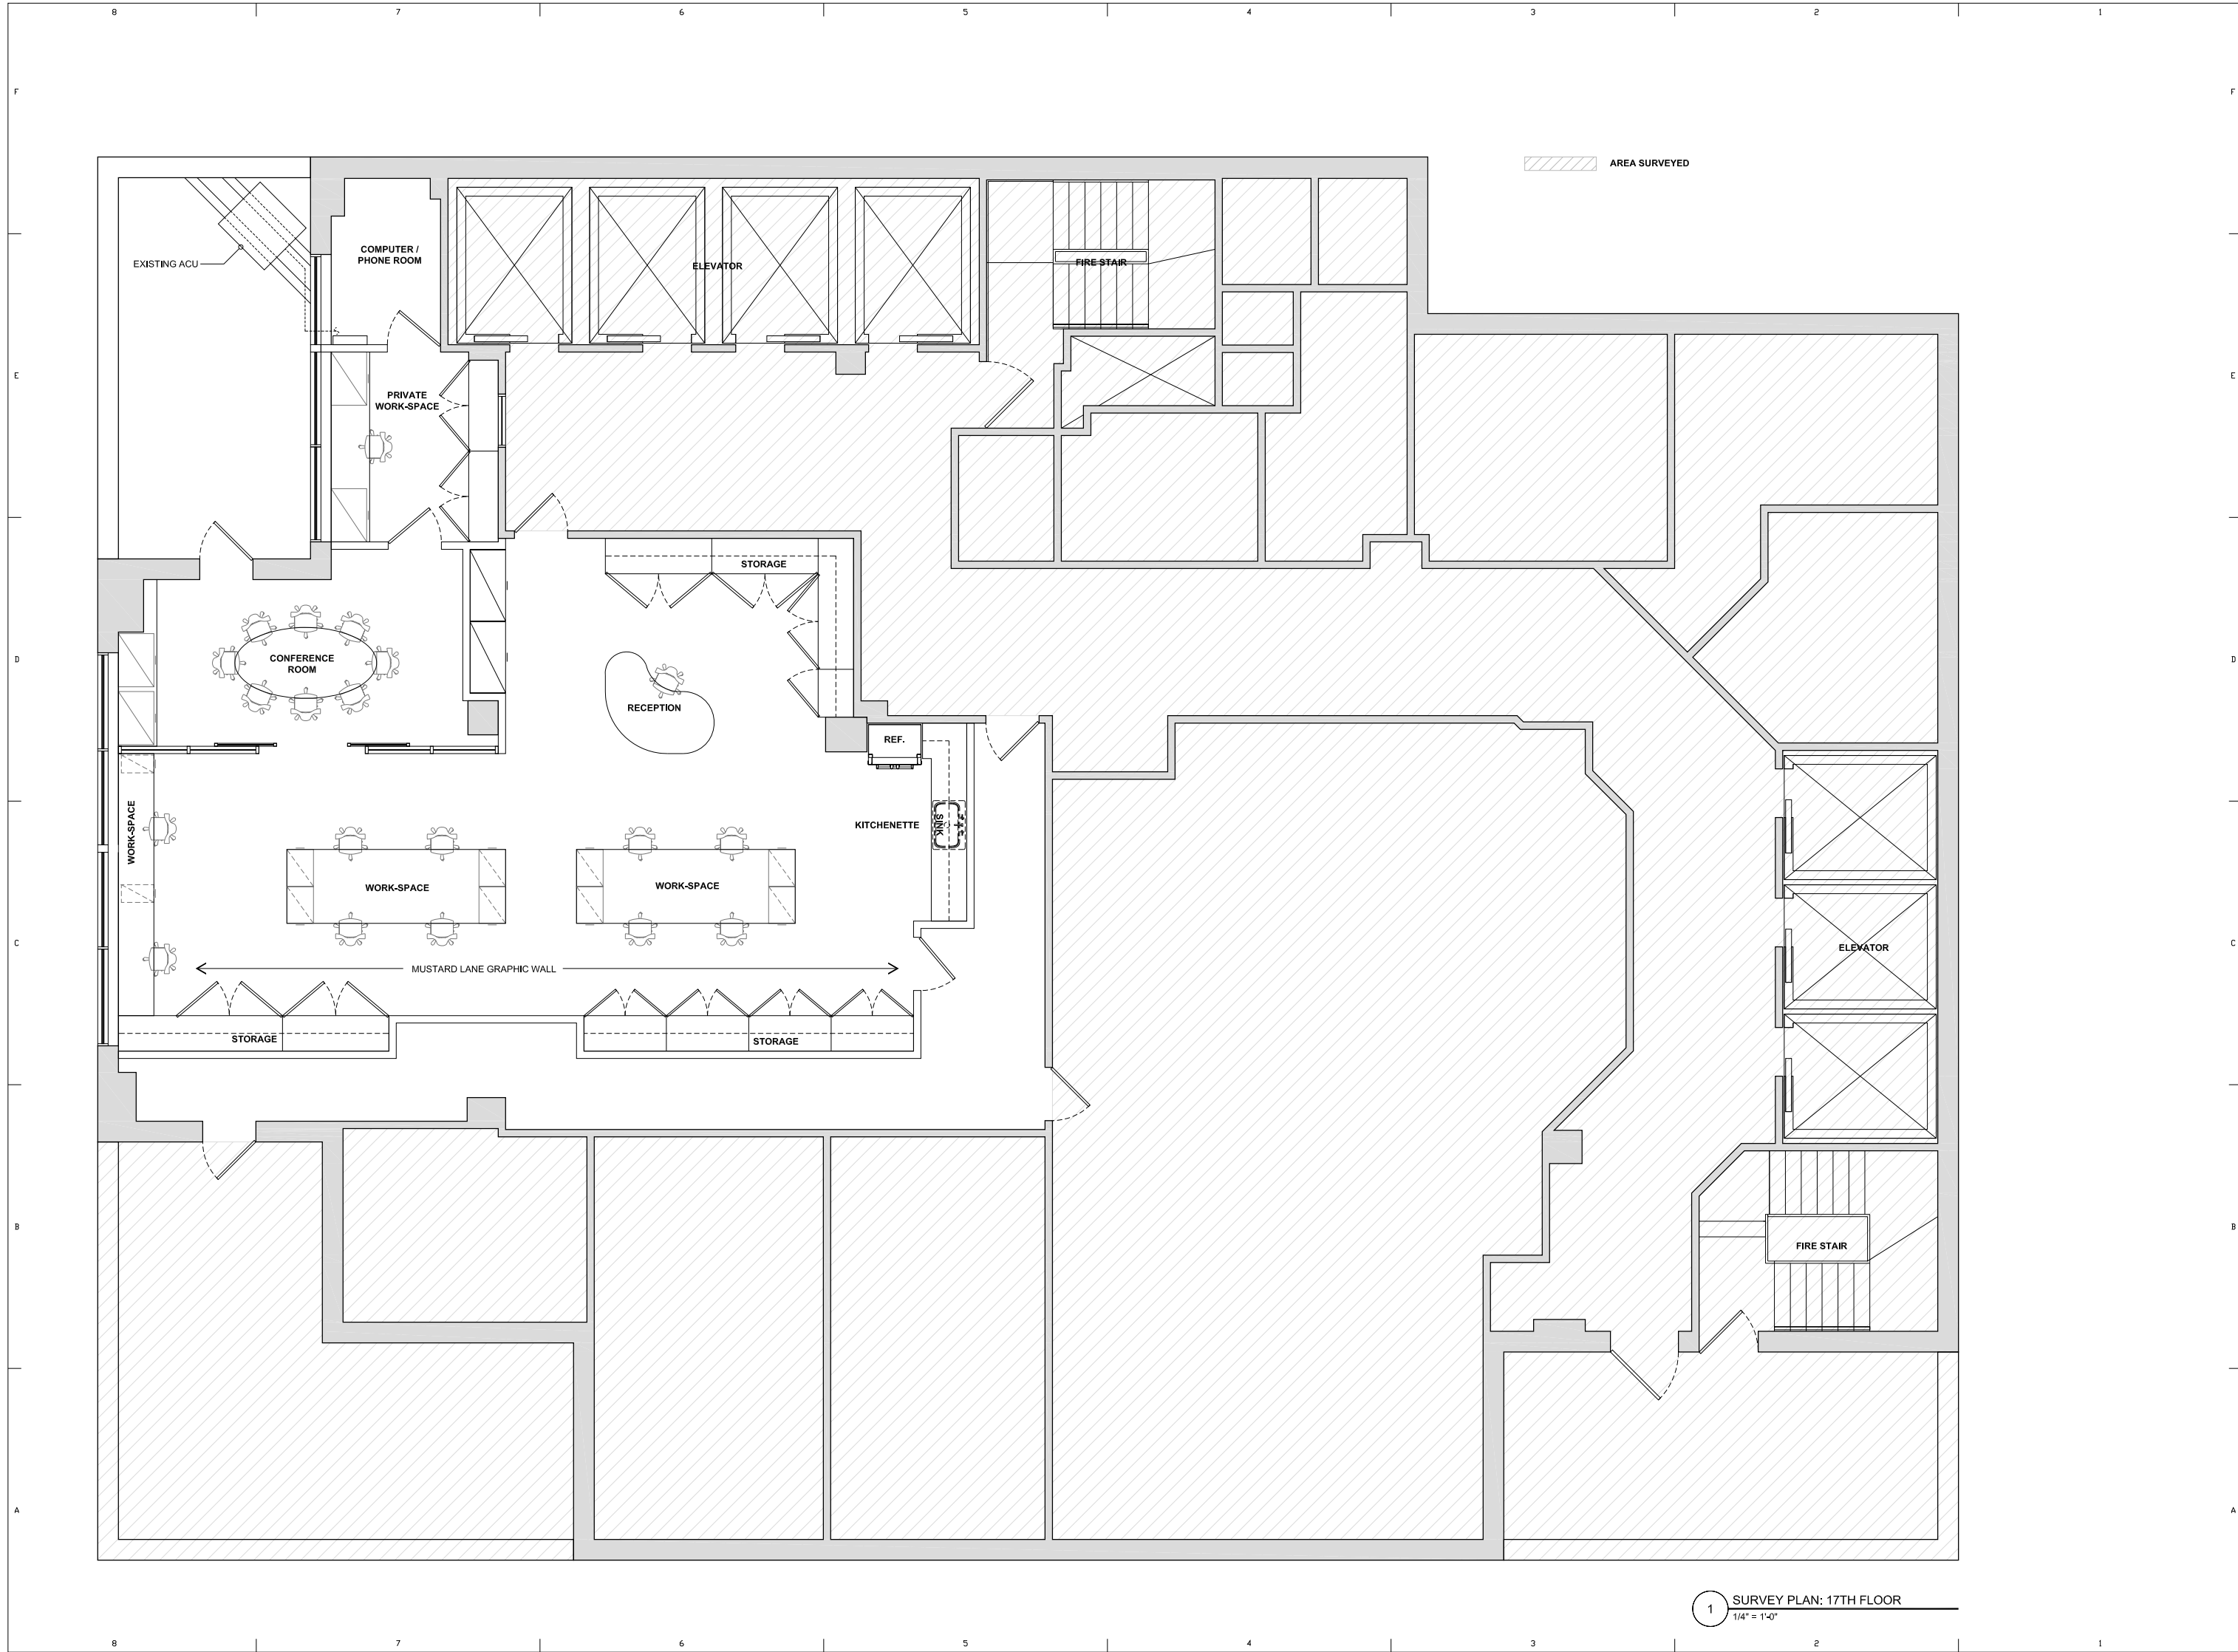 8 7 6 5 4 3 2 1
F F
AREA SURVEYED
COMPUTER /
PHONE ROOM
EXISTING ACU
ELEVATOR
FIRE STAIR
E E
PRIVATE
WORK-SPACE
STORAGE
D D
CONFERENCE
ROOM
RECEPTION
REF.
WORK-SPACE
KITCHENETTE
SINK
WORK-SPACE
WORK-SPACE
C C
ELEVATOR
MUSTARD LANE GRAPHIC WALL
STORAGE
STORAGE
B B
FIRE STAIR
A A
1
SURVEY PLAN: 17TH FLOOR
1/4" = 1'-0"
8 7 6 5 4 3 2 1